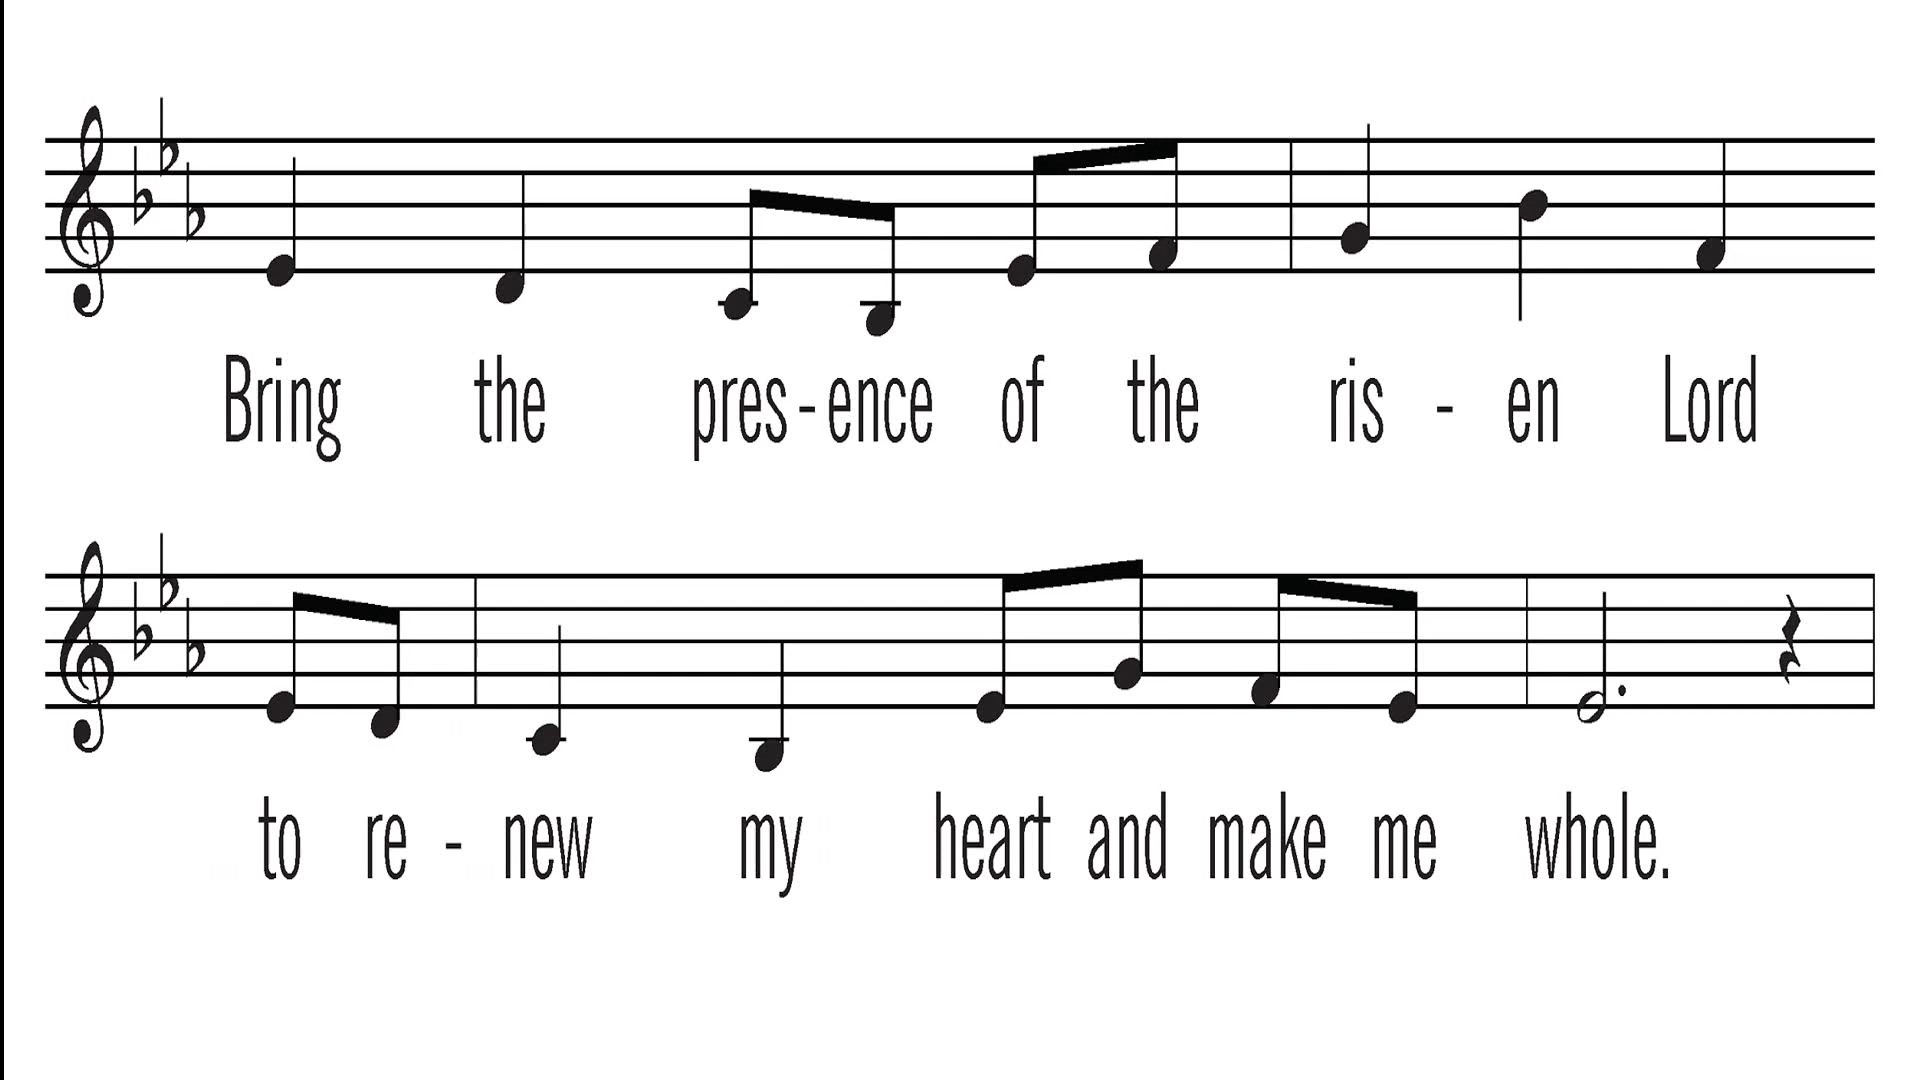 Bring the pres - ence of the ris - en Lord
to re - new my heart and make me whole.